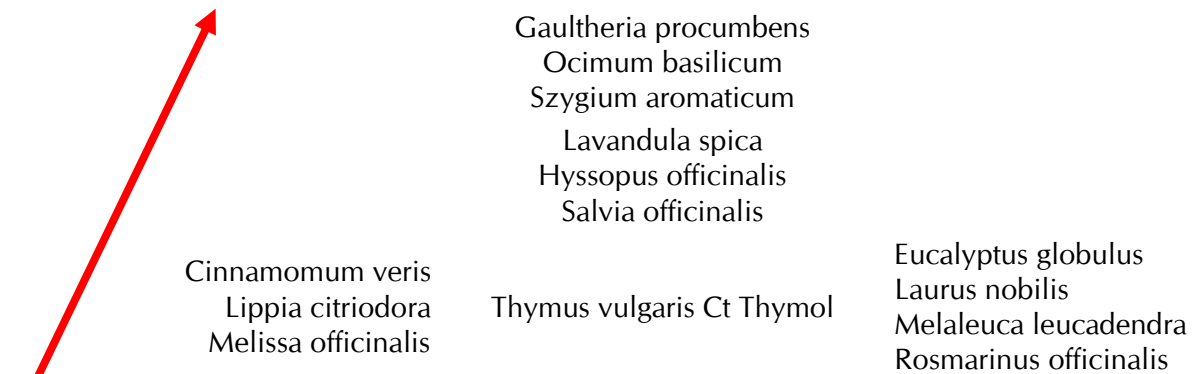 Gaultheria procumbens
Ocimum basilicum
Szygium aromaticum
Lavandula spica
Hyssopus officinalis
Salvia officinalis
Cinnamomum veris
Lippia citriodora
Melissa officinalis
Thymus vulgaris Ct Thymol
Eucalyptus globulus
Laurus nobilis
Melaleuca leucadendra
Rosmarinus officinalis